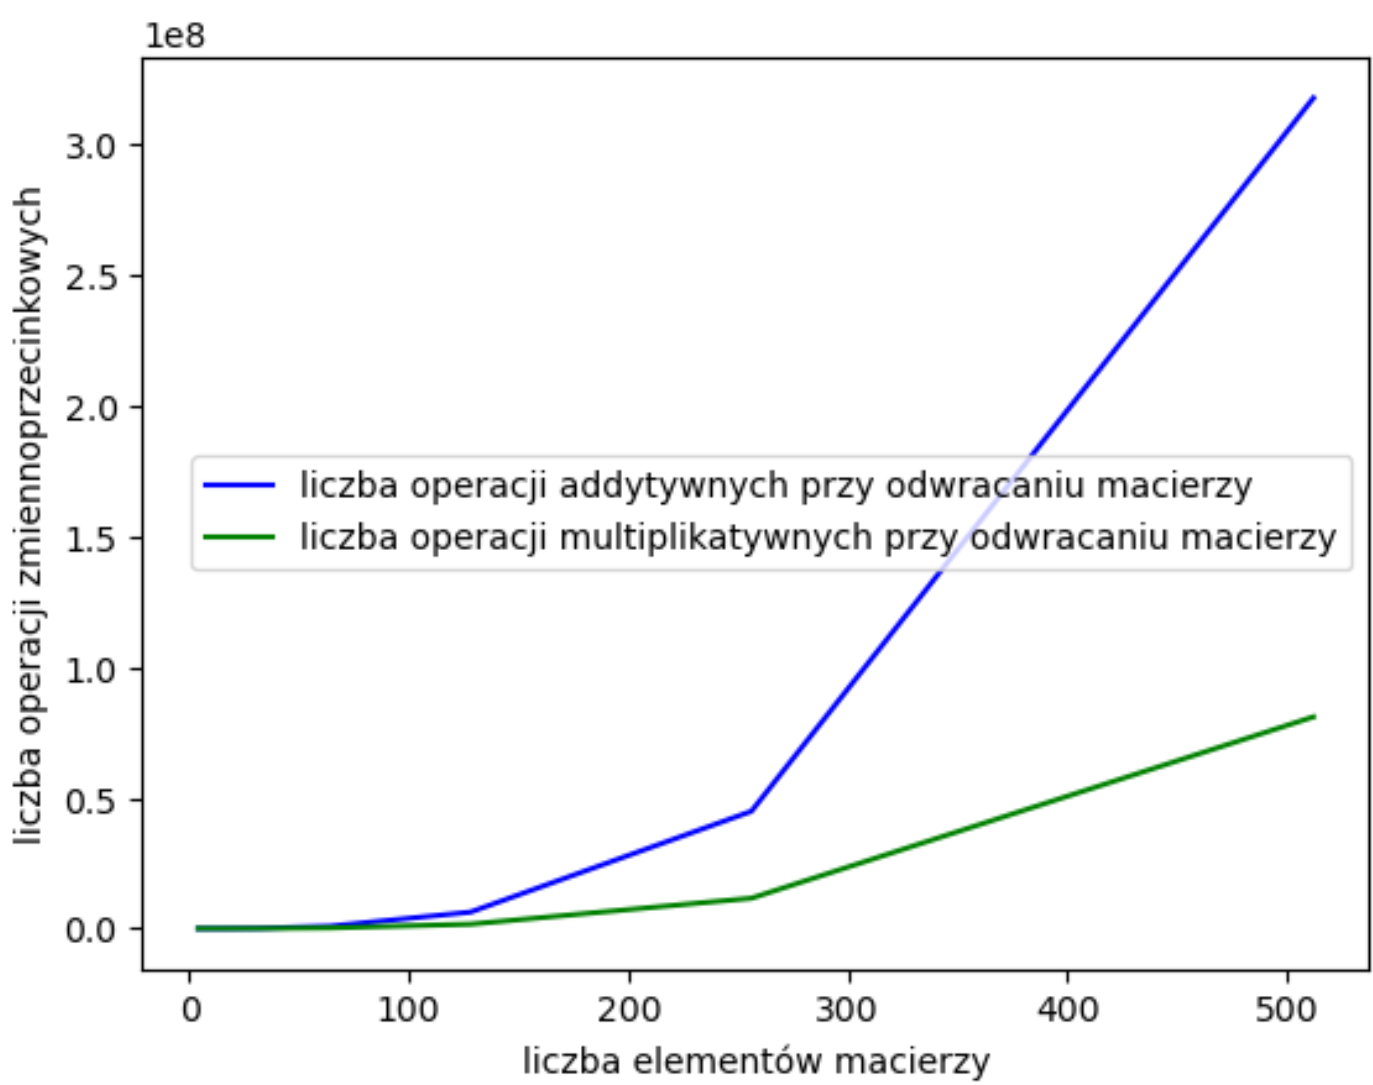 1e8
3.0
2.5
2.0
1.5
1.0
0.5
0.0
liczba operacji zmiennoprzecinkowych
liczba operacji addytywnych przy odwracaniu macierzy
liczba operacji multiplikatywnych przy odwracaniu macierzy
0 100 200 300 400 500
liczba elementów macierzy